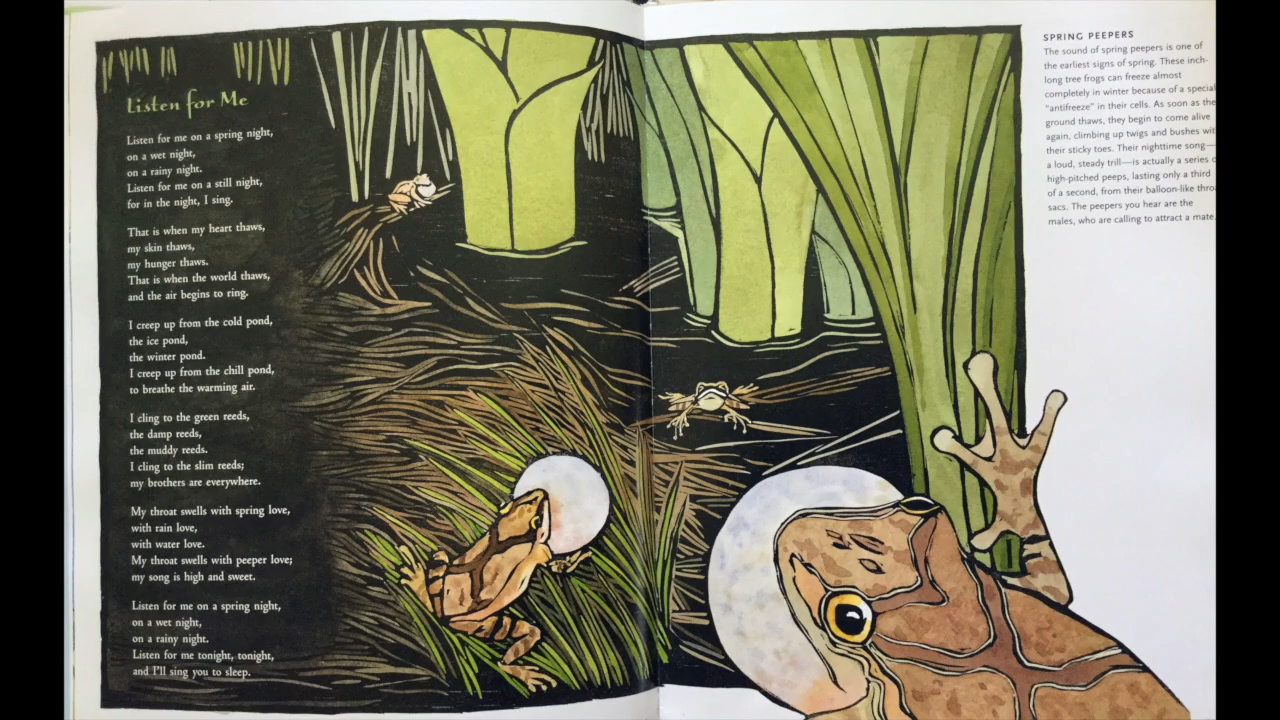 Listen for Me
Listen for me on a spring night,
on a wet night,
on a rainy night.
Listen for me on a still night,
for in the night, I sing.
That is when my heart thaws,
my skin thaws,
my hunger thaws.
That is when the world thaws,
and the air begins to ring.
I creep up from the cold pond,
the ice pond,
the winter pond.
I creep up from the chill pond,
to breathe the warming air.
I cling to the green reeds,
the damp reeds,
the muddy reeds.
I cling to the slim reeds;
my brothers are everywhere.
My throat swells with spring love,
with rain love,
with water love.
My throat swells with peeper love;
my song is high and sweet.
Listen for me on a spring night,
on a wet night,
on a rainy night.
Listen for me tonight, tonight,
and I'll sing you to sleep.
SPRING PEEPERS
The sound of spring peepers is one of
the earliest signs of spring. These inch-
long tree frogs can freeze almost
completely in winter because of a special
"antifreeze" in their cells. As soon as the
ground thaws, they begin to come alive
again, climbing up twigs and bushes wit
their sticky toes. Their nighttime song—
a loud, steady trill—is actually a series
high-pitched peeps, lasting only a third
of a second, from their balloon-like thro
sacs. The peepers you hear are the
males, who are calling to attract a mate.